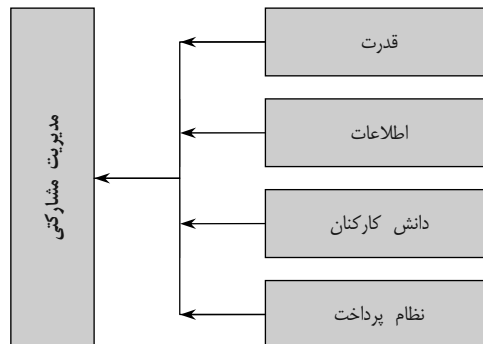 قدرت
اطلاعات
مدیریت مشارکتی
دانش کارکنان
نظام پرداخت